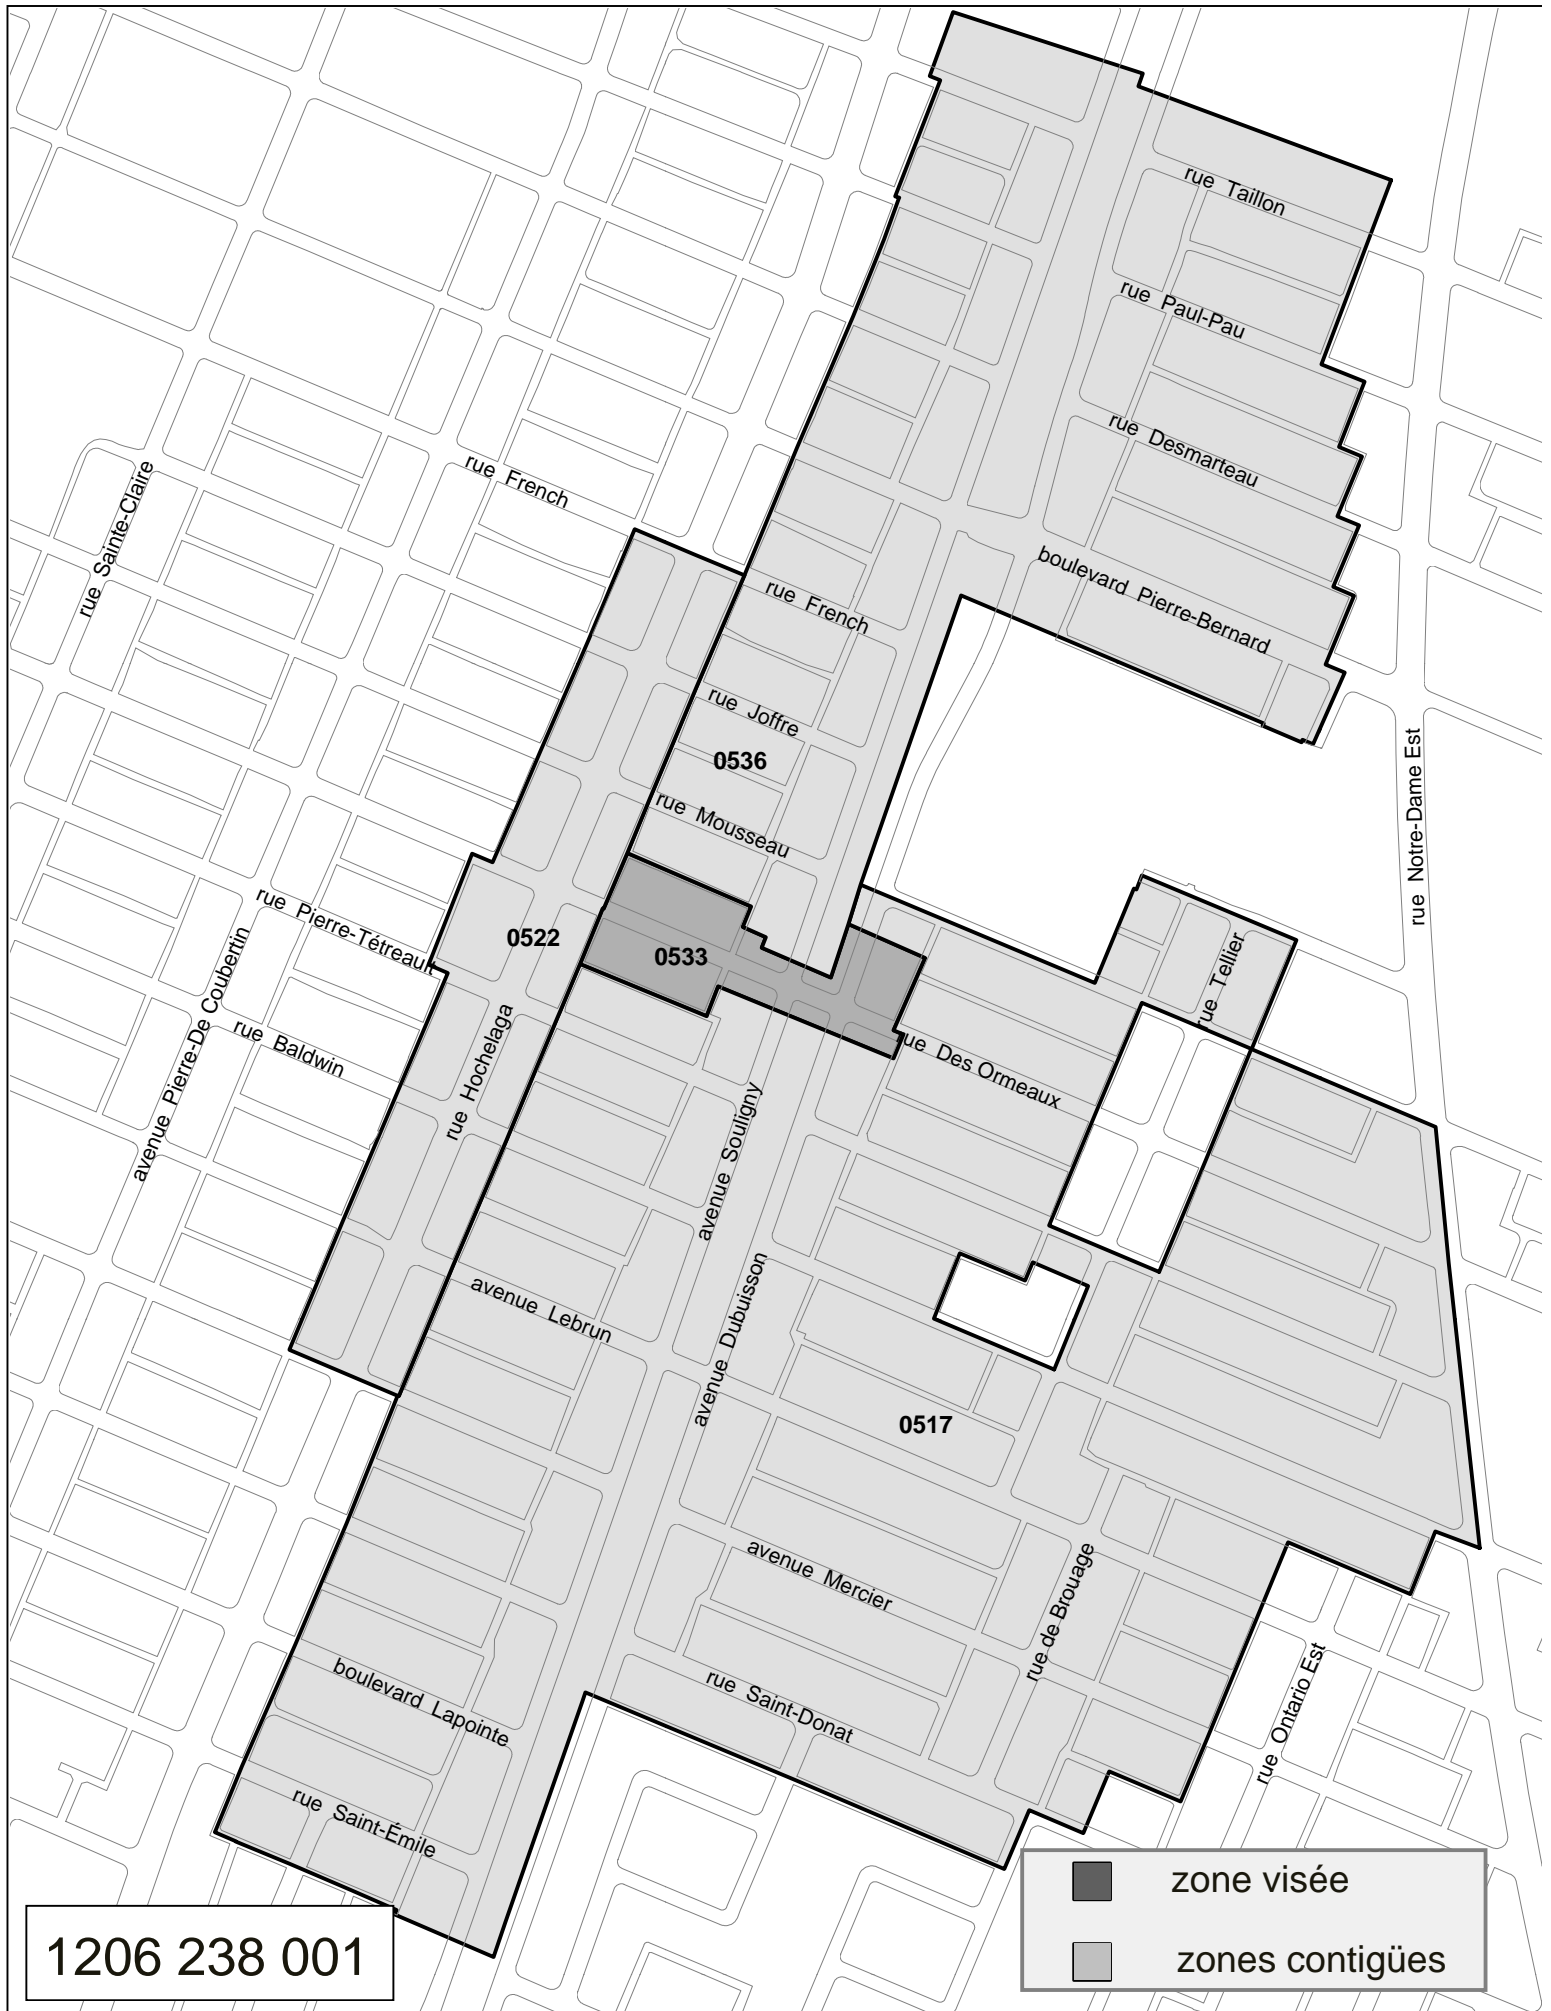 rue Taillon
rue Paul-Pau
rue Desmarteau
boulevard Pierre-Bernard
rue French
rue Sainte-Claire
rue French
rue Joffre
0536
rue Mousseau
rue Notre-Dame Est
rue Pierre-Tétreault
0522
0533
rue Tellier
avenue Pierre-De Coubertin
rue Baldwin
rue Hochelaga
rue Des Ormeaux
avenue Souligny
avenue Lebrun
avenue Dubuisson
0517
avenue Mercier
rue de Brouage
boulevard Lapointe
rue Saint-Donat
rue Ontario Est
rue Saint-Émile
zone visée
zones contigües
1206 238 001